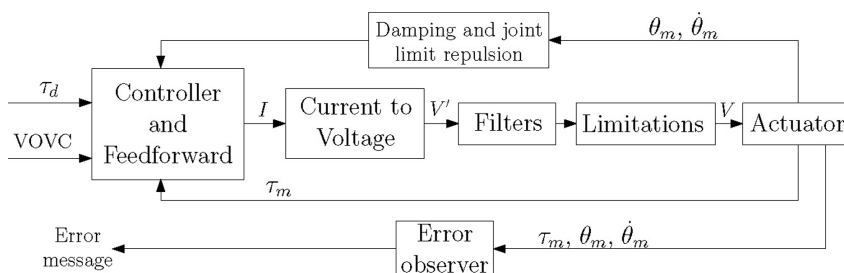 Damping and joint
limit repulsion
θ_m, θ̇_m
τ_d
VOVC
Controller
and
Feedforward
I
Current to
Voltage
V'
Filters
Limitations
V
Actuator
τ_m
Error
message
Error
observer
τ_m, θ_m, θ̇_m